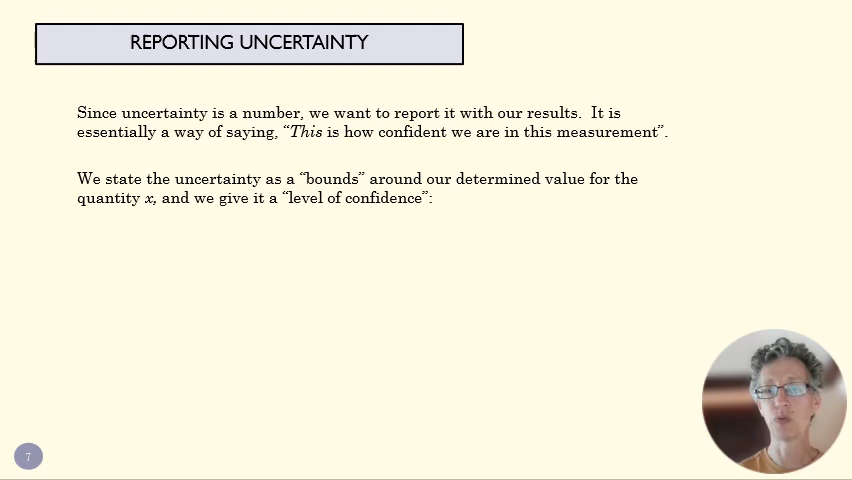 REPORTING UNCERTAINTY
Since uncertainty is a number, we want to report it with our results.  It is
essentially a way of saying, “This is how confident we are in this measurement”.
We state the uncertainty as a “bounds” around our determined value for the
quantity x, and we give it a “level of confidence”:
7